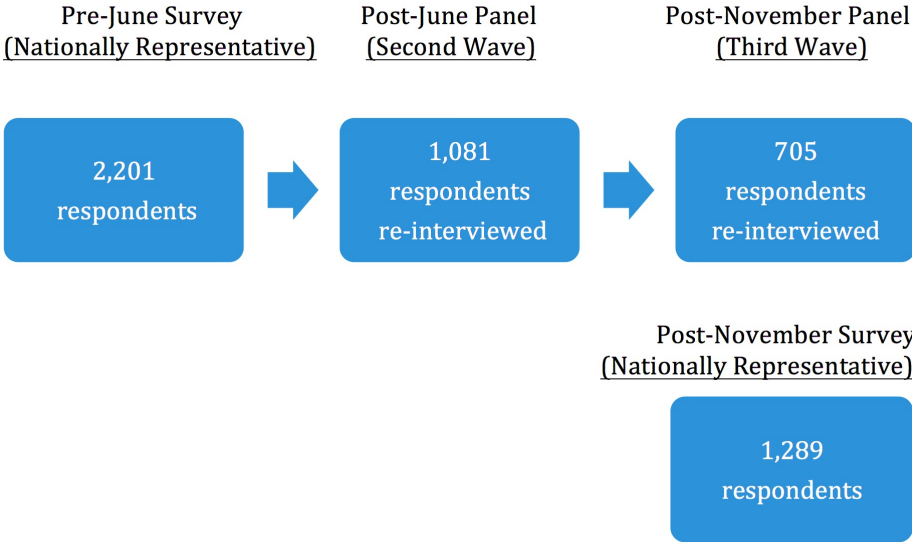 Pre-June Survey
(Nationally Representative)
Post-June Panel
(Second Wave)
Post-November Panel
(Third Wave)
2,201
respondents
1,081
respondents
re-interviewed
705
respondents
re-interviewed
Post-November Survey
(Nationally Representative)
1,289
respondents